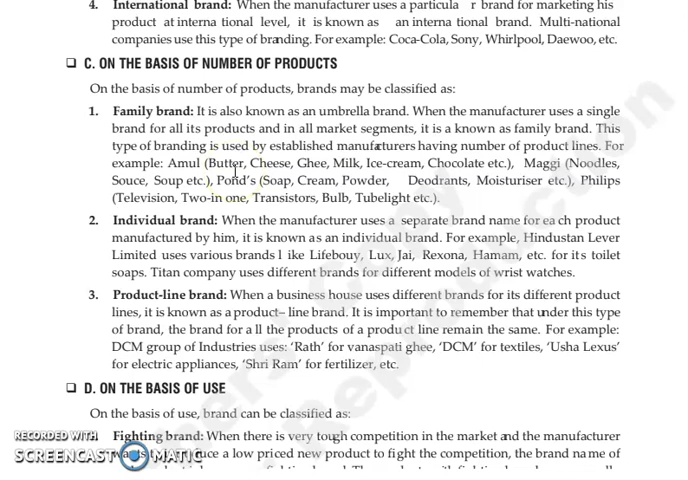 4. International brand: When the manufacturer uses a particula r brand for marketing his
product at interna tional level, it is known as an interna tional brand. Multi-national
companies use this type of branding. For example: Coca-Cola, Sony, Whirlpool, Daewoo, etc.
❑ C. ON THE BASIS OF NUMBER OF PRODUCTS
On the basis of number of products, brands may be classified as:
1. Family brand: It is also known as an umbrella brand. When the manufacturer uses a single
brand for all its products and in all market segments, it is a known as family brand. This
type of branding is used by established manufacturers having number of product lines. For
example: Amul (Butter, Cheese, Ghee, Milk, Ice-cream, Chocolate etc.), Maggi (Noodles,
Souce, Soup etc.), Pond's (Soap, Cream, Powder, Deodrants, Moisturiser etc.), Philips
(Television, Two-in one, Transistors, Bulb, Tubelight etc.).
2. Individual brand: When the manufacturer uses a separate brand name for ea ch product
manufactured by him, it is known as an individual brand. For example, Hindustan Lever
Limited uses various brands l ike Lifebouy, Lux, Jai, Rexona, Hamam, etc. for its toilet
soaps. Titan company uses different brands for different models of wrist watches.
3. Product-line brand: When a business house uses different brands for its different product
lines, it is known as a product– line brand. It is important to remember that under this type
of brand, the brand for a ll the products of a produ ct line remain the same. For example:
DCM group of Industries uses: 'Rath' for vanaspati ghee, 'DCM' for textiles, 'Usha Lexus'
for electric appliances, 'Shri Ram' for fertilizer, etc.
❑ D. ON THE BASIS OF USE
On the basis of use, brand can be classified as:
Fighting brand: When there is very tough competition in the market and the manufacturer
duce a low priced new product to fight the competition, the brand name of
RECORDED WITH
SCREENCAST MATIC